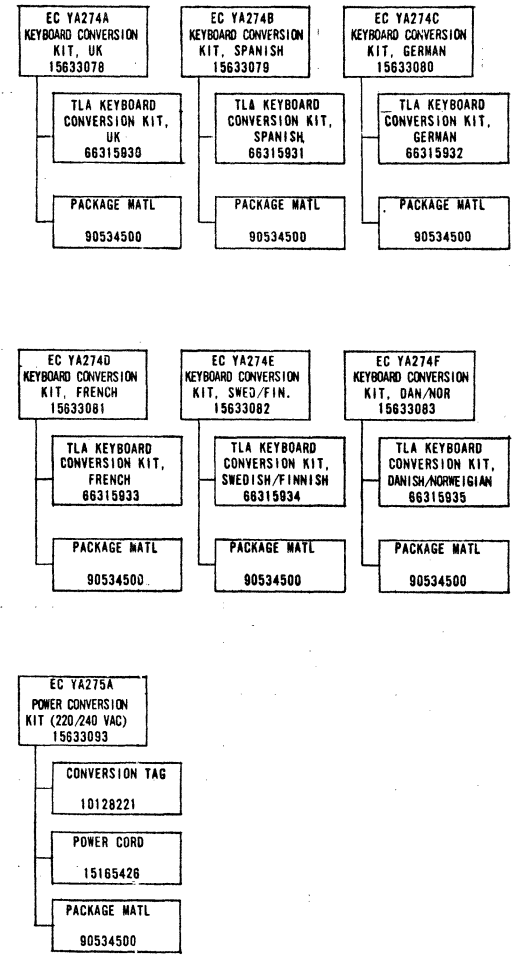 EC YA274A
KEYBOARD CONVERSION
KIT, UK
15633078
TLA KEYBOARD
CONVERSION KIT,
UK
66315930
PACKAGE MATL
90534500
EC YA274B
KEYBOARD CONVERSION
KIT, SPANISH
15633079
TLA KEYBOARD
CONVERSION KIT,
SPANISH,
66315931
PACKAGE MATL
90534500
EC YA274C
KEYBOARD CONVERSION
KIT, GERMAN
15633080
TLA KEYBOARD
CONVERSION KIT,
GERMAN
66315932
PACKAGE MATL
90534500
EC YA274D
KEYBOARD CONVERSION
KIT, FRENCH
15633081
TLA KEYBOARD
CONVERSION KIT,
FRENCH
66315933
PACKAGE MATL
90534500
EC YA274E
KEYBOARD CONVERSION
KIT, SWED/FIN.
15633082
TLA KEYBOARD
CONVERSION KIT,
SWEDISH/FINNISH
66315934
PACKAGE MATL
90534500
EC YA274F
KEYBOARD CONVERSION
KIT, DAN/NOR
15633083
TLA KEYBOARD
CONVERSION KIT,
DANISH/NORWEIGIAN
66315935
PACKAGE MATL
90534500
EC YA275A
POWER CONVERSION
KIT (220/240 VAC)
15633093
CONVERSION TAG
10128221
POWER CORD
15165426
PACKAGE MATL
90534500